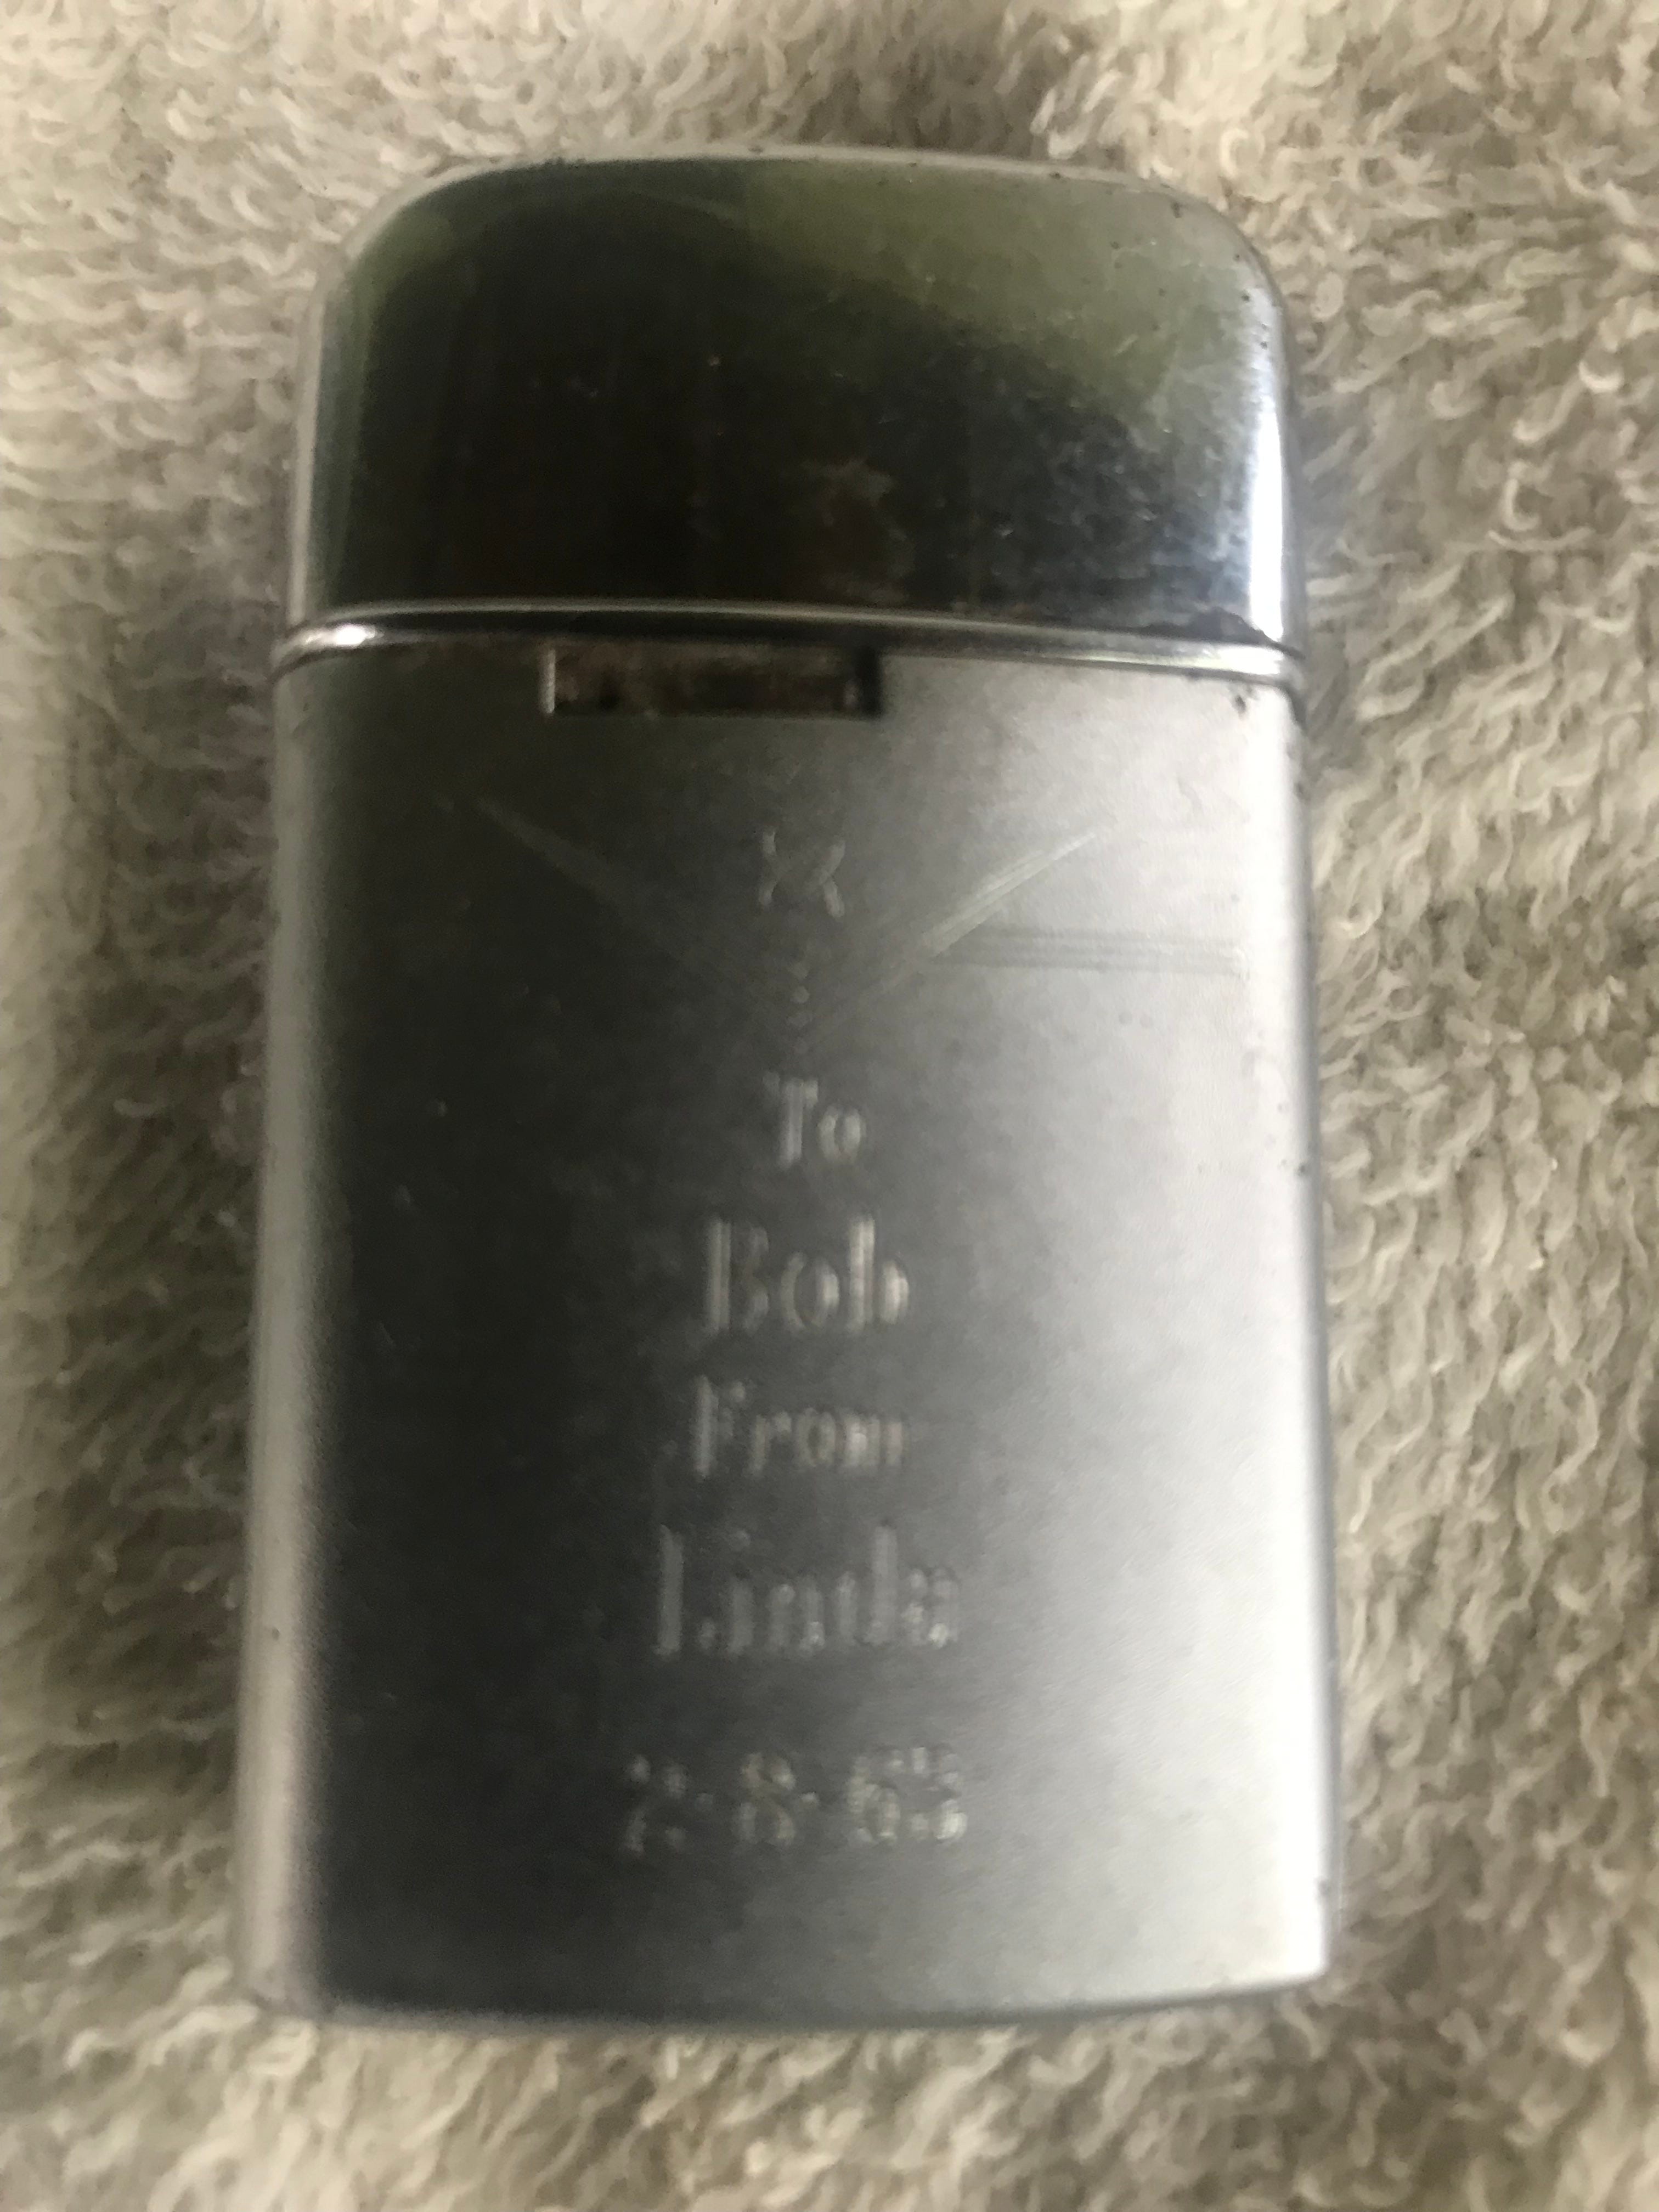 To
Bob
From
Linda
2-8-63